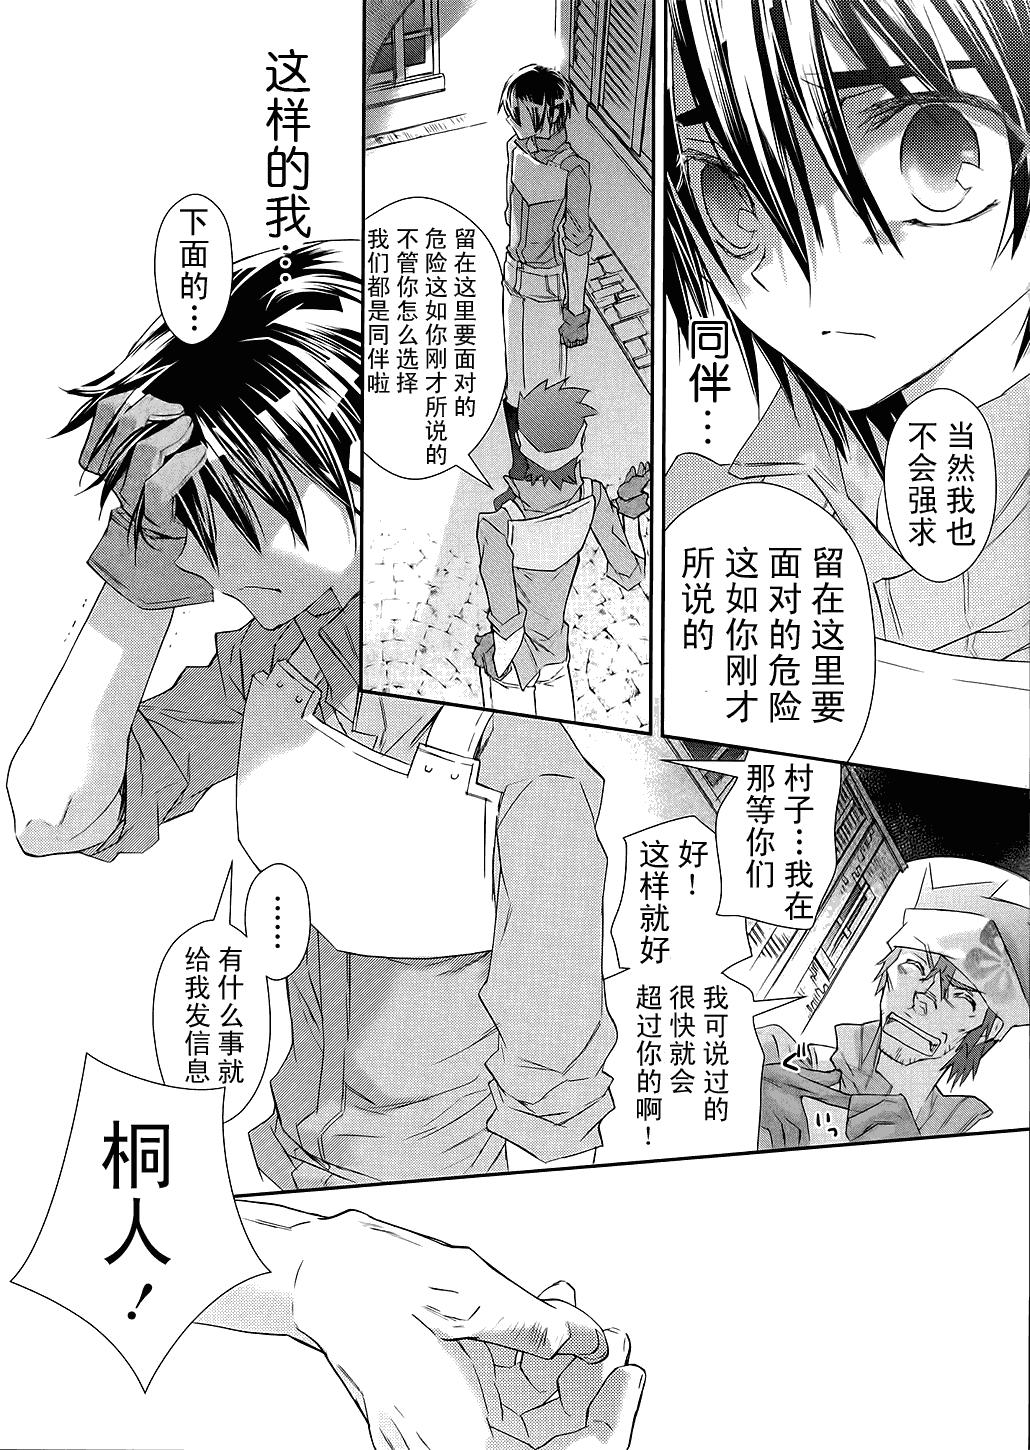 当然我也
不会强求
同伴…
留在这里要
面对的危险
这如你刚才
所说的
留在这里要面对的
危险这如你刚才所说的
不管你怎么选择
我们都是同伴啦
这样的我…
下面的…
村子…我在
那等你们
好！
这样就好
我可说过的
很快就会
超过你的啊！
ぐいっ
……
有什么事就
给我发信息
桐人！